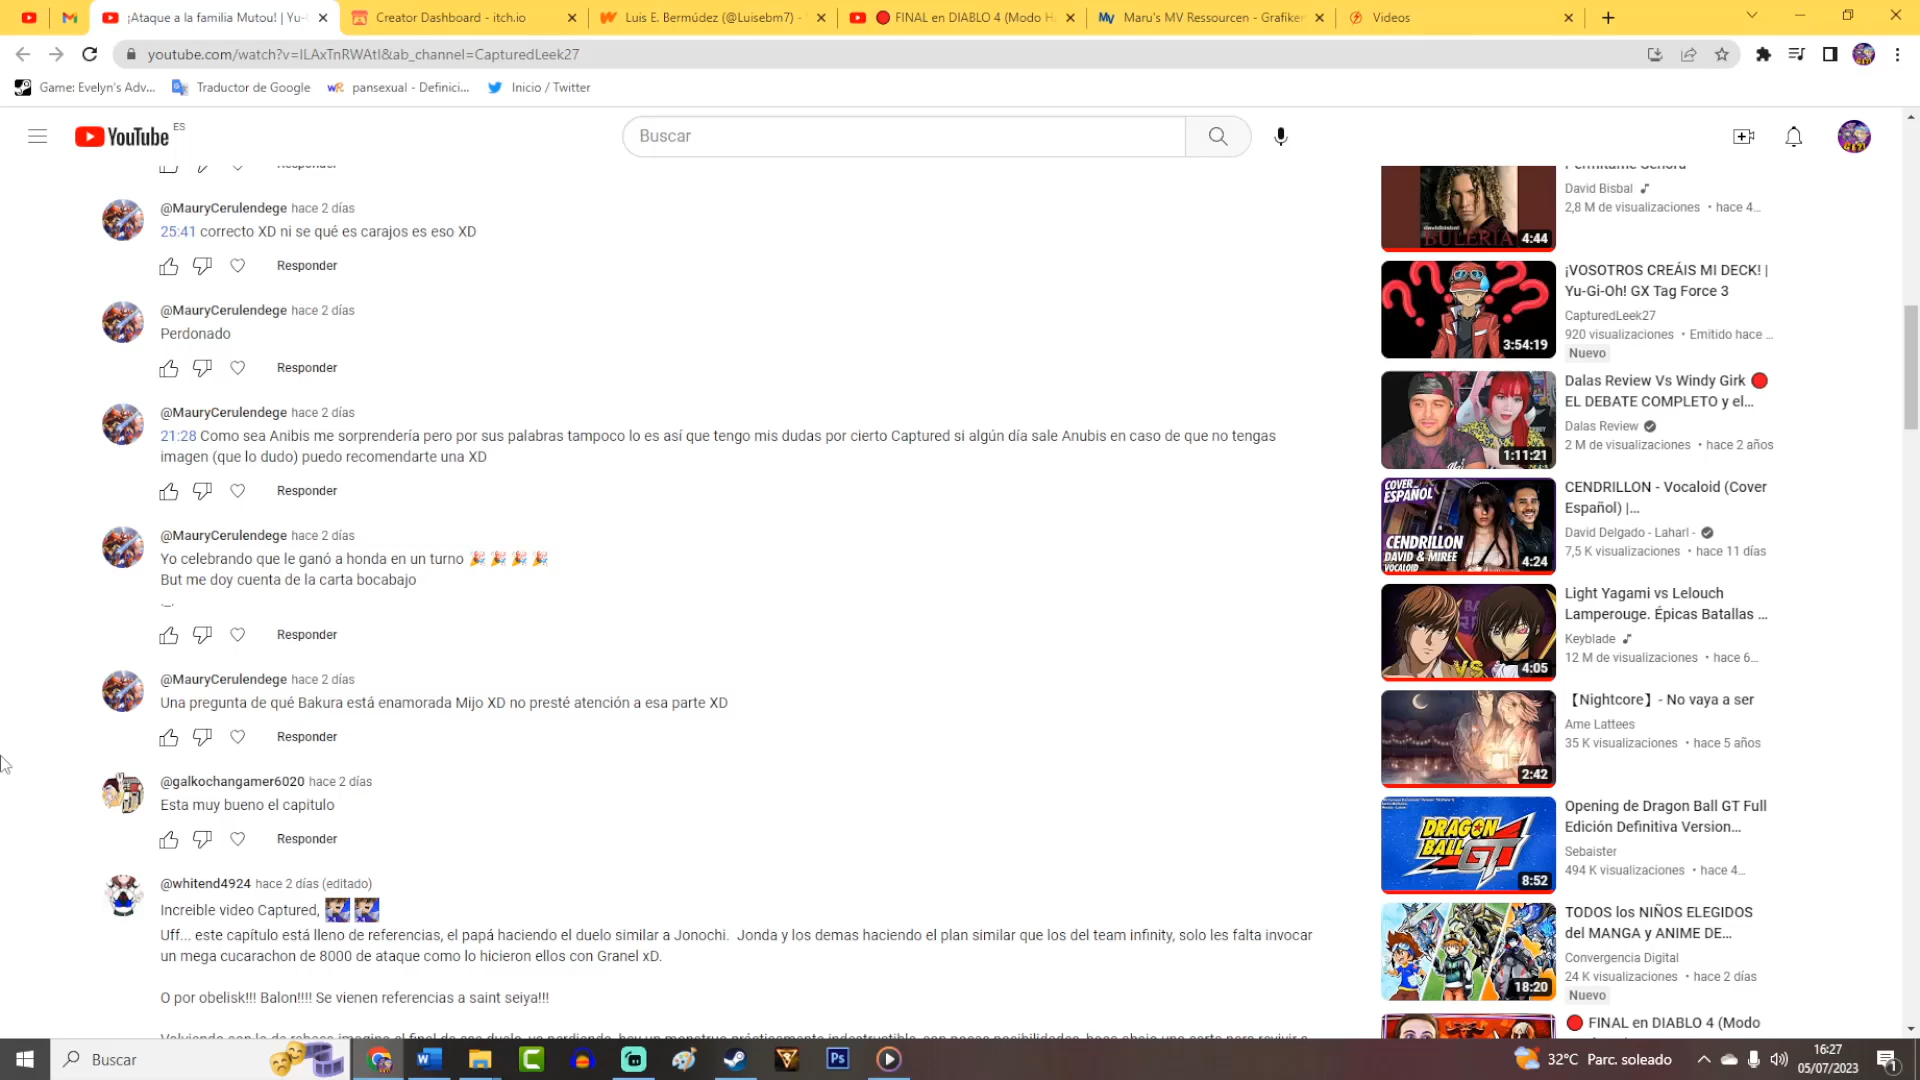 ¡Ataque a la familia Mutou! | Yu-
Creator Dashboard - itch.io
Luis E. Bermúdez (@Luisebm7) -
FINAL en DIABLO 4 (Modo H
Maru's MV Ressourcen - Grafiker
Videos
youtube.com/watch?v=ILAxTnRWAtI&ab_channel=CapturedLeek27
Game: Evelyn's Adv...
Traductor de Google
pansexual - Definici...
Inicio / Twitter
YouTube ES
Buscar
Responder
@MauryCerulendege hace 2 días
25:41 correcto XD ni se qué es carajos es eso XD
Responder
@MauryCerulendege hace 2 días
Perdonado
Responder
@MauryCerulendege hace 2 días
21:28 Como sea Anibis me sorprendería pero por sus palabras tampoco lo es así que tengo mis dudas por cierto Captured si algún día sale Anubis en caso de que no tengas
imagen (que lo dudo) puedo recomendarte una XD
Responder
@MauryCerulendege hace 2 días
Yo celebrando que le ganó a honda en un turno 🎉 🎉 🎉 🎉
But me doy cuenta de la carta bocabajo
._.
Responder
@MauryCerulendege hace 2 días
Una pregunta de qué Bakura está enamorada Mijo XD no presté atención a esa parte XD
Responder
@galkochangamer6020 hace 2 días
Esta muy bueno el capitulo
Responder
@whitend4924 hace 2 días (editado)
Increible video Captured,
Uff... este capítulo está lleno de referencias, el papá haciendo el duelo similar a Jonochi. Jonda y los demas haciendo el plan similar que los del team infinity, solo les falta invocar
un mega cucarachon de 8000 de ataque como lo hicieron ellos con Granel xD.
O por obelisk!!! Balon!!!! Se vienen referencias a saint seiya!!!
Permitame Señora
David Bisbal
2,8 M de visualizaciones • hace 4...
BULERIA
4:44
¡VOSOTROS CREÁIS MI DECK! |
Yu-Gi-Oh! GX Tag Force 3
CapturedLeek27
920 visualizaciones • Emitido hace ...
Nuevo
3:54:19
Dalas Review Vs Windy Girk 🔴
EL DEBATE COMPLETO y el...
Dalas Review
2 M de visualizaciones • hace 2 años
1:11:21
CENDRILLON - Vocaloid (Cover
Español) |...
David Delgado - Laharl -
7,5 K visualizaciones • hace 11 días
COVER
ESPAÑOL
CENDRILLON
DAVID & MIREE
VOCALOID
4:24
Light Yagami vs Lelouch
Lamperouge. Épicas Batallas ...
Keyblade
12 M de visualizaciones • hace 6...
VS
4:05
【Nightcore】- No vaya a ser
Ame Lattees
35 K visualizaciones • hace 5 años
2:42
Opening de Dragon Ball GT Full
Edición Definitiva Version...
Sebaister
494 K visualizaciones • hace 4...
DRAGON
BALL GT
8:52
TODOS los NIÑOS ELEGIDOS
del MANGA y ANIME DE...
Convergencia Digital
24 K visualizaciones • hace 2 días
Nuevo
18:20
🔴 FINAL en DIABLO 4 (Modo
Buscar
32°C Parc. soleado
16:27
05/07/2023